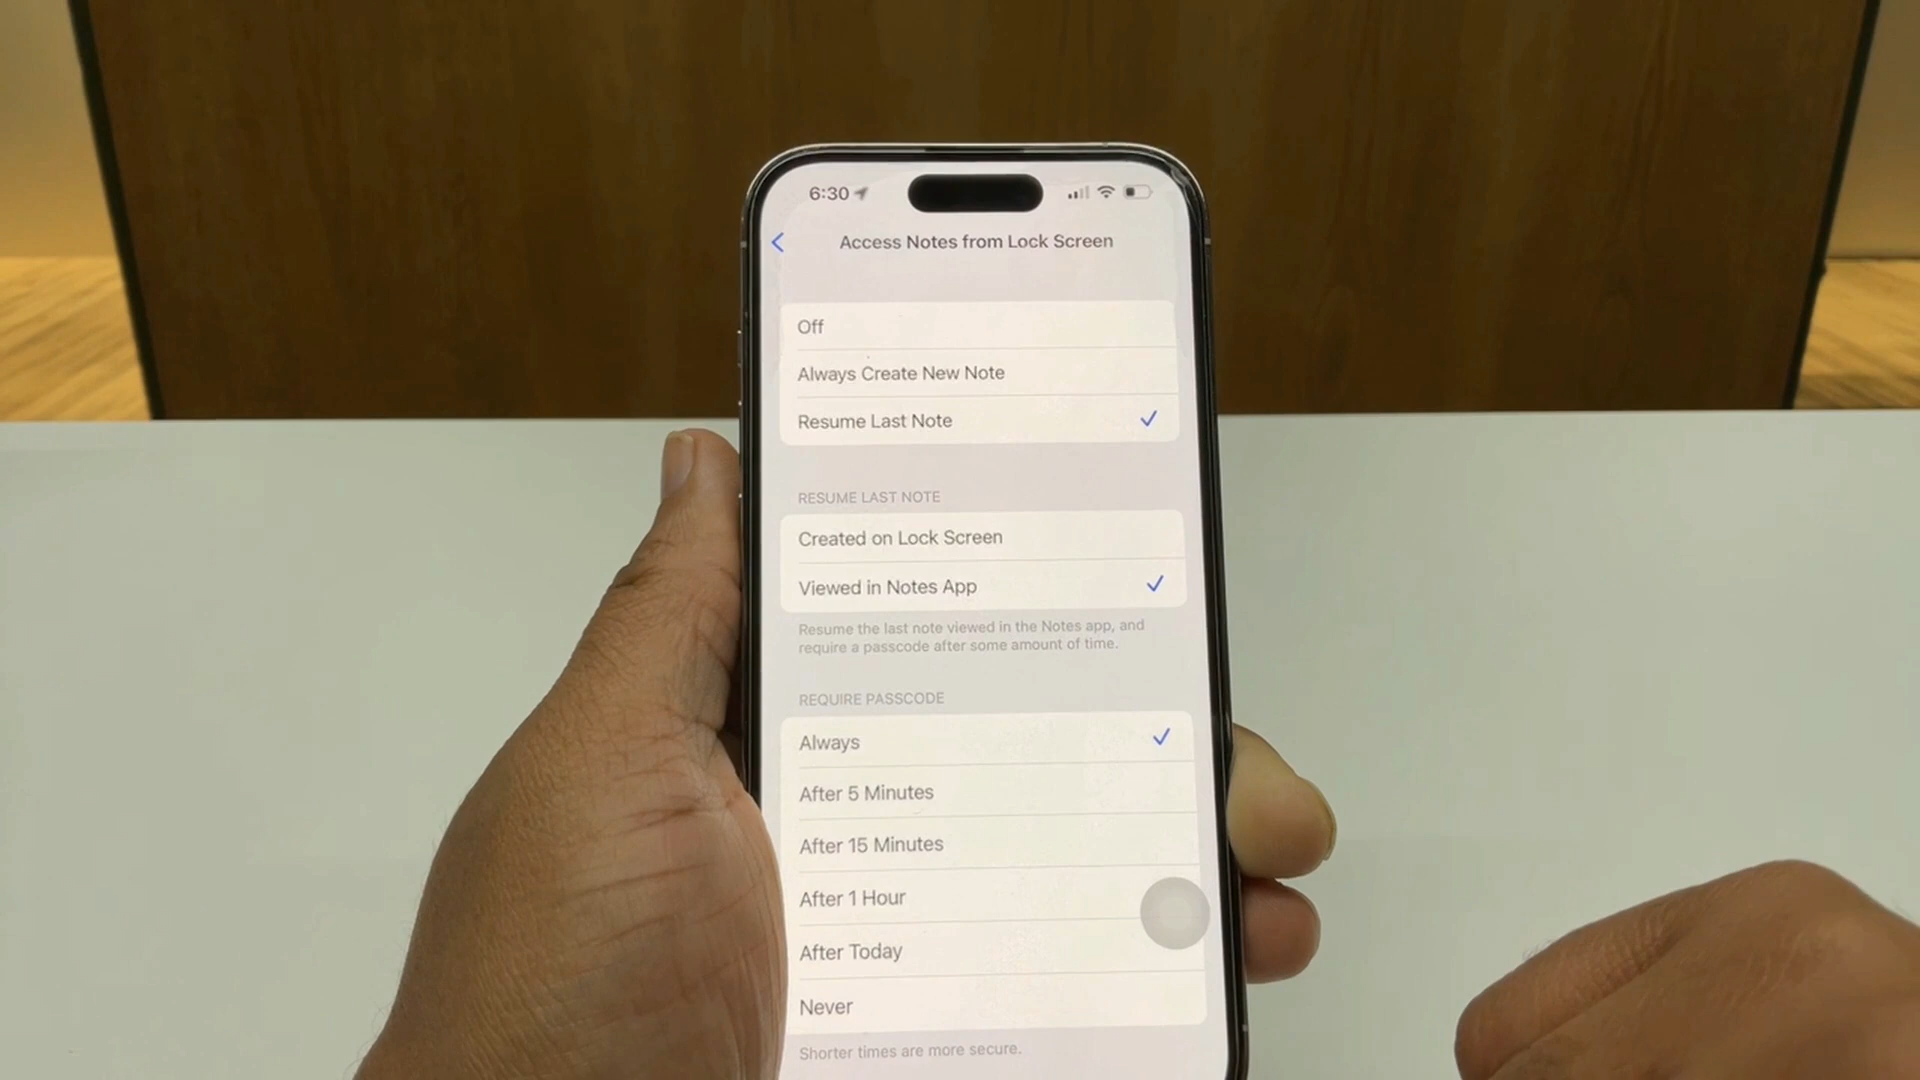 6:30
Access Notes from Lock Screen
Off
Always Create New Note
Resume Last Note
RESUME LAST NOTE
Created on Lock Screen
Viewed in Notes App
Resume the last note viewed in the Notes app, and
require a passcode after some amount of time.
REQUIRE PASSCODE
Always
After 5 Minutes
After 15 Minutes
After 1 Hour
After Today
Never
Shorter times are more secure.